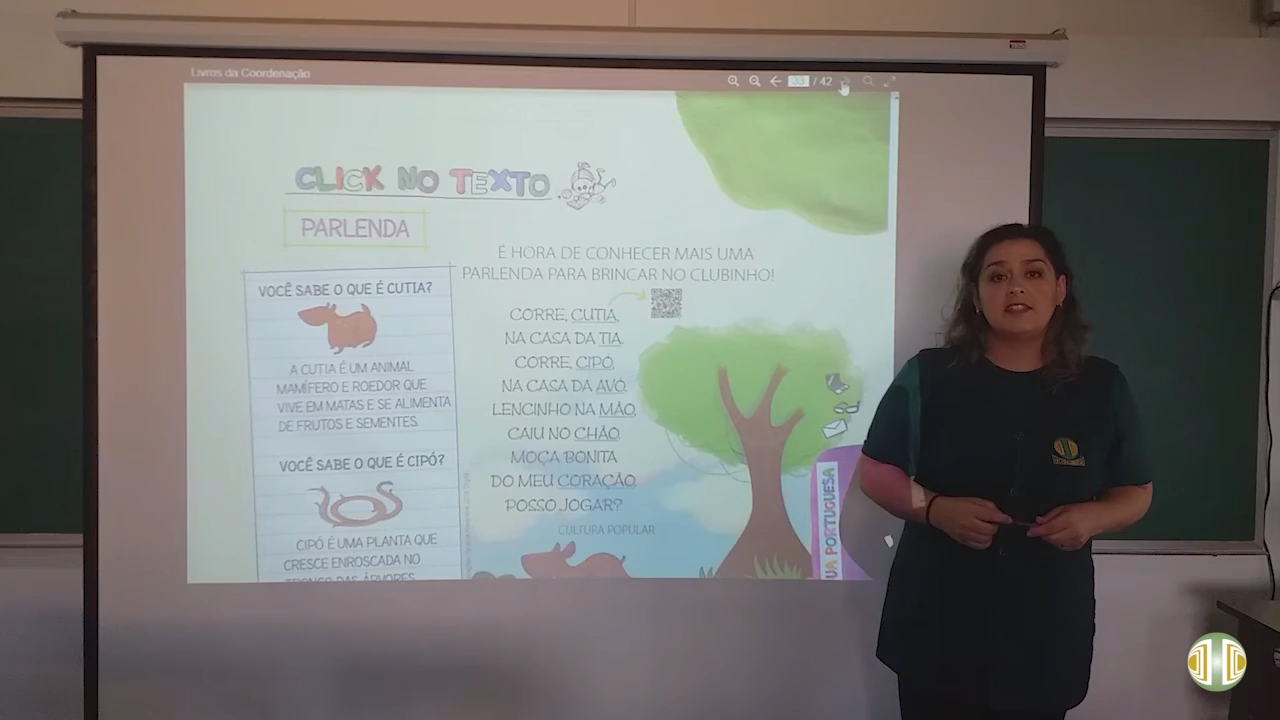 Livros da Coordenação
33 / 42
CLICK NO TEXTO
PARLENDA
É HORA DE CONHECER MAIS UMA
PARLENDA PARA BRINCAR NO CLUBINHO!
VOCÊ SABE O QUE É CUTIA?
A CUTIA É UM ANIMAL
MAMÍFERO E ROEDOR QUE
VIVE EM MATAS E SE ALIMENTA
DE FRUTOS E SEMENTES.
VOCÊ SABE O QUE É CIPÓ?
CIPÓ É UMA PLANTA QUE
CRESCE ENROSCADA NO
TRONCO DAS ÁRVORES
CORRE, CUTIA,
NA CASA DA TIA.
CORRE, CIPÓ,
NA CASA DA AVÓ.
LENCINHO NA MÃO,
CAIU NO CHÃO.
MOÇA BONITA
DO MEU CORAÇÃO.
POSSO JOGAR?
CULTURA POPULAR
UA PORTUGUESA